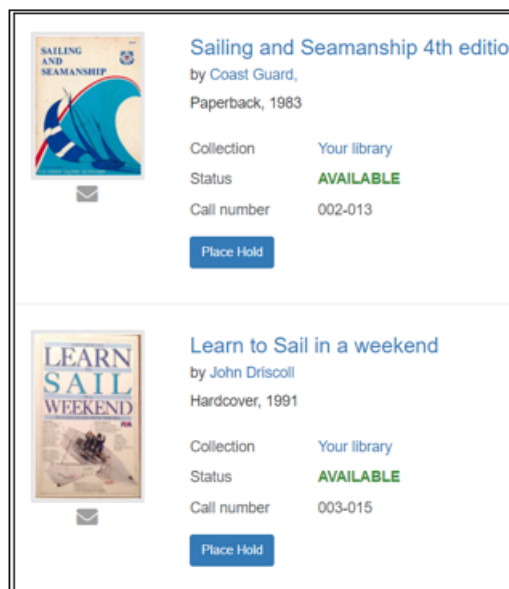 SAILING
AND
SEAMANSHIP
Sailing and Seamanship 4th editio
by Coast Guard,
Paperback, 1983
Collection Your library
Status AVAILABLE
Call number 002-013
Place Hold
LEARN
SAIL
WEEKEND
Learn to Sail in a weekend
by John Driscoll
Hardcover, 1991
Collection Your library
Status AVAILABLE
Call number 003-015
Place Hold